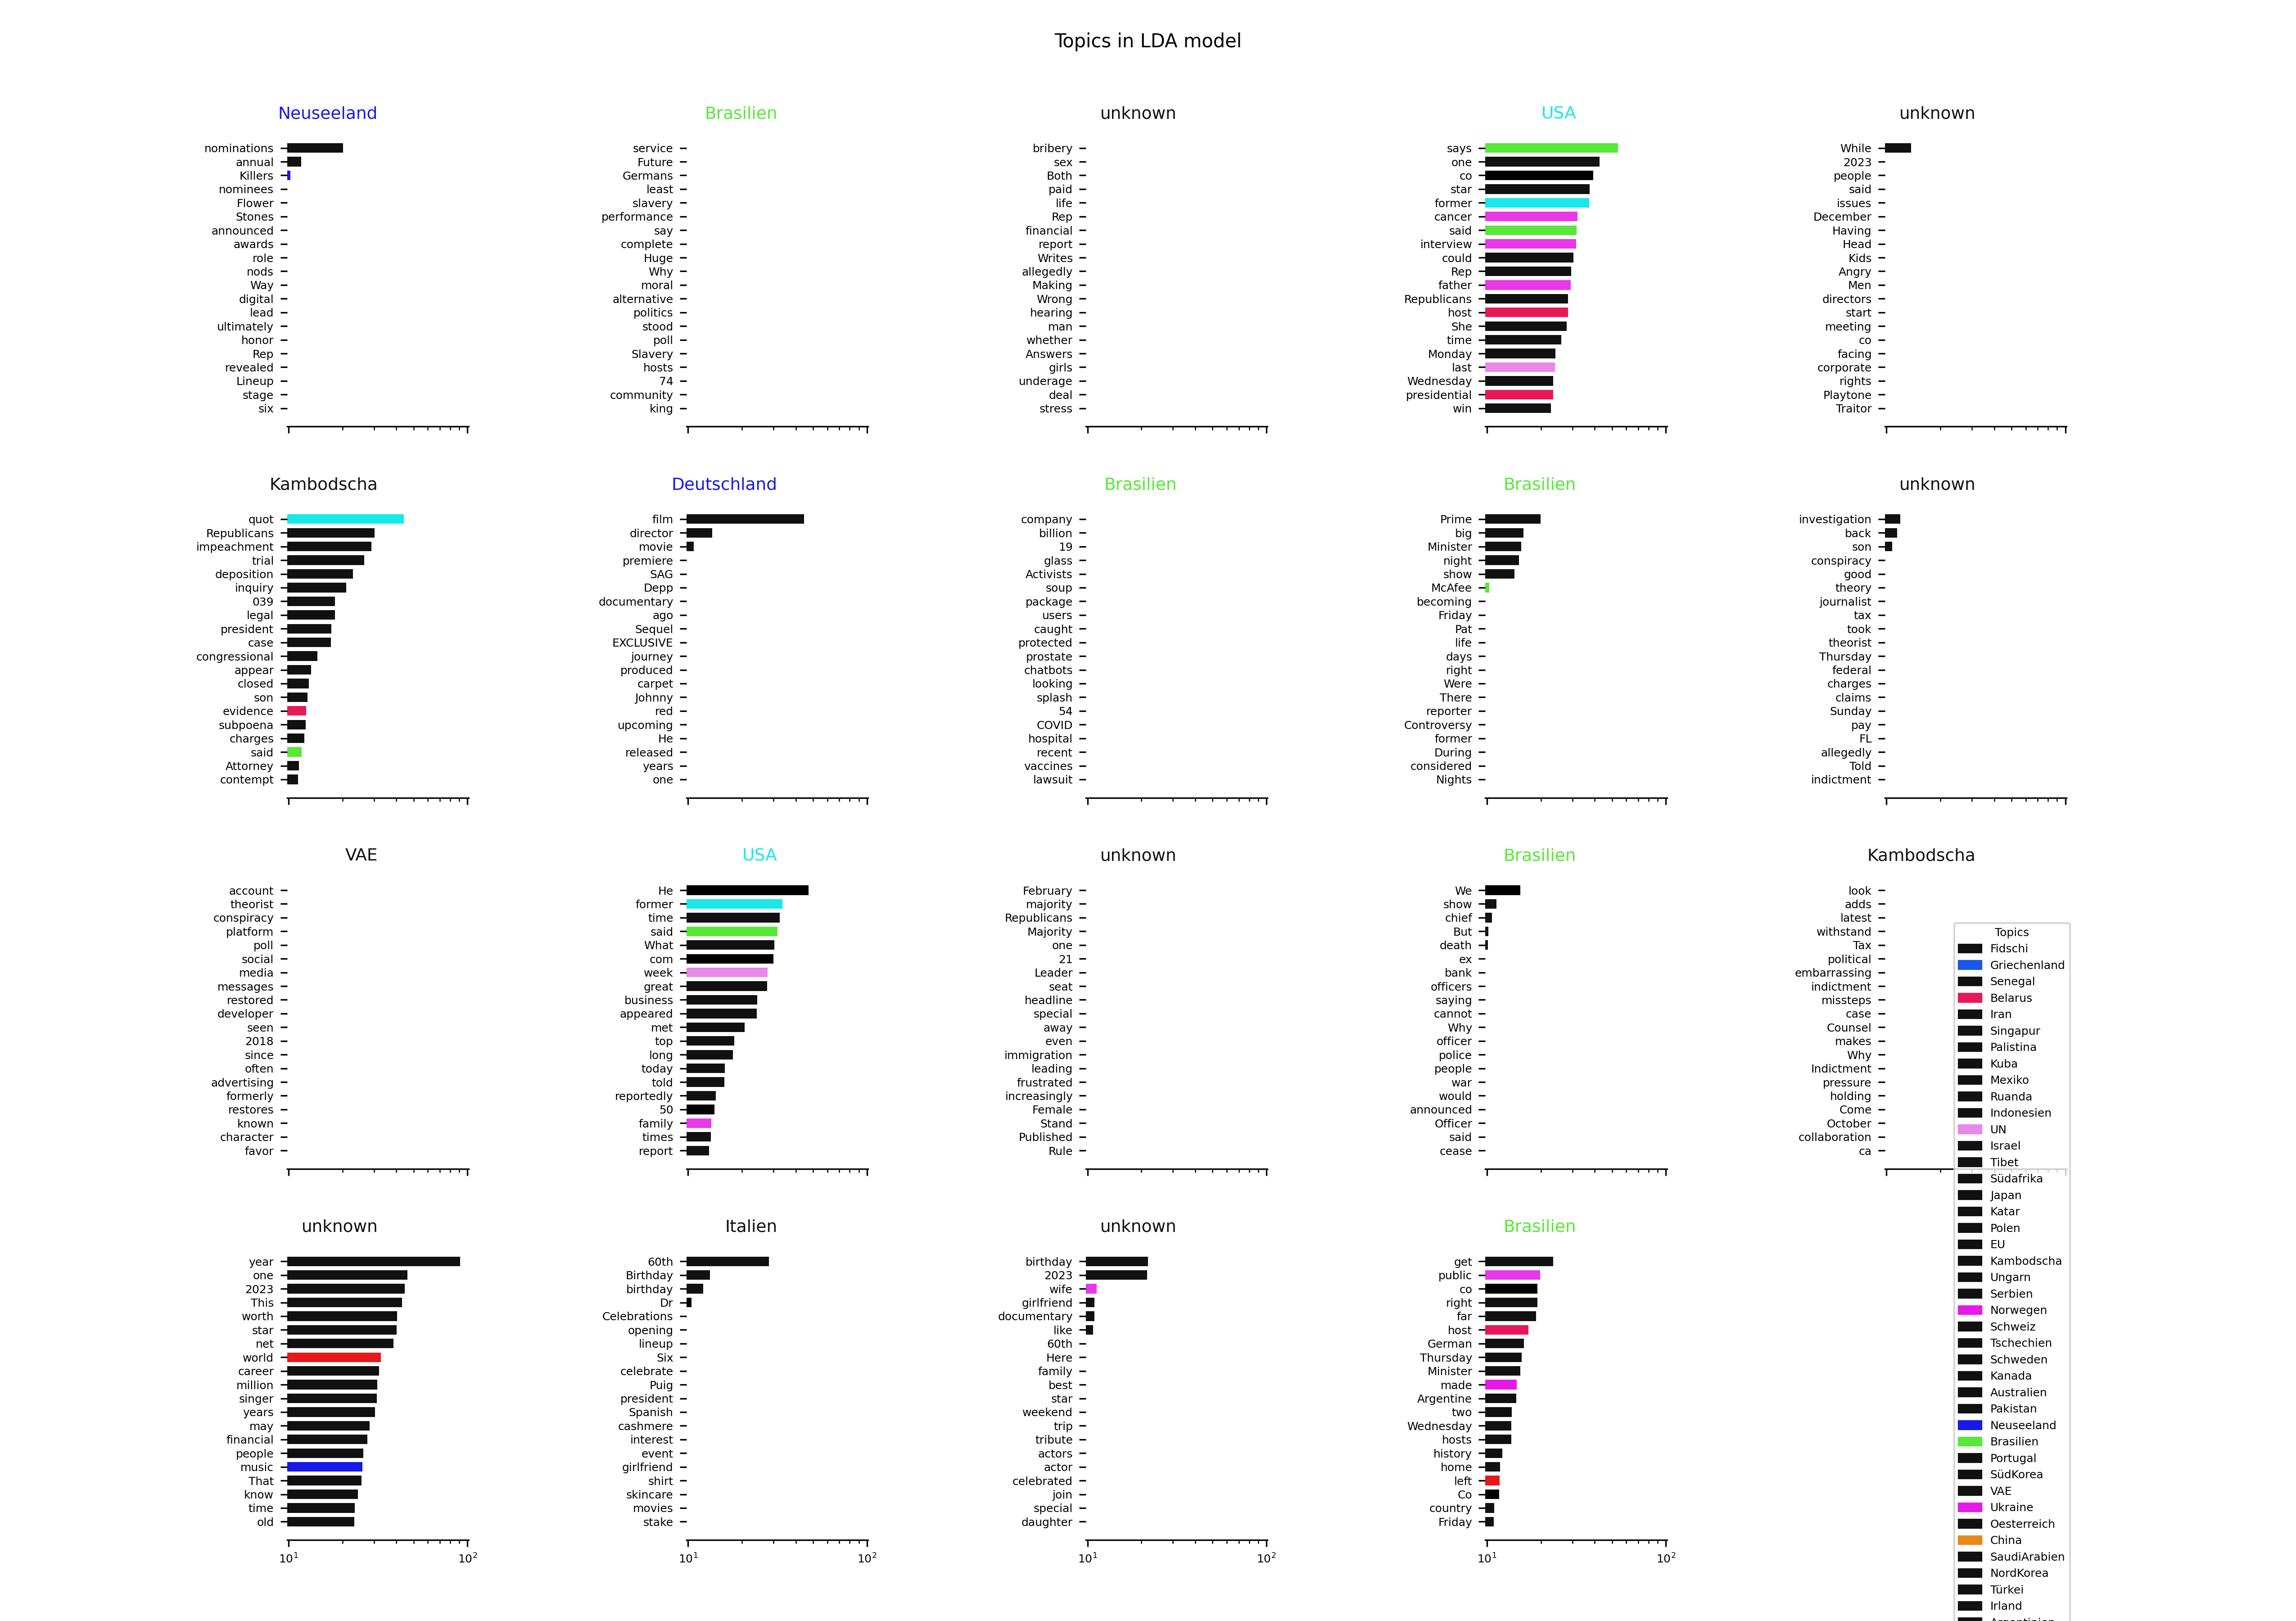 Topics in LDA model
Neuseeland
nominations
annual
Killers
nominees
Flower
Stones
announced
awards
role
nods
Way
digital
lead
ultimately
honor
Rep
revealed
Lineup
stage
six
Brasilien
service
Future
Germans
least
slavery
performance
say
complete
Huge
Why
moral
alternative
politics
stood
poll
Slavery
hosts
74
community
king
unknown
bribery
sex
Both
paid
life
Rep
financial
report
Writes
allegedly
Making
Wrong
hearing
man
whether
Answers
girls
underage
deal
stress
USA
says
one
co
star
former
cancer
said
interview
could
Rep
father
Republicans
host
She
time
Monday
last
Wednesday
presidential
win
unknown
While
2023
people
said
issues
December
Having
Head
Kids
Angry
Men
directors
start
meeting
co
facing
corporate
rights
Playtone
Traitor
Kambodscha
quot
Republicans
impeachment
trial
deposition
inquiry
039
legal
president
case
congressional
appear
closed
son
evidence
subpoena
charges
said
Attorney
contempt
Deutschland
film
director
movie
premiere
SAG
Depp
documentary
ago
Sequel
EXCLUSIVE
journey
produced
carpet
Johnny
red
upcoming
He
released
years
one
Brasilien
company
billion
19
glass
Activists
soup
package
users
caught
protected
prostate
chatbots
looking
splash
54
COVID
hospital
recent
vaccines
lawsuit
Brasilien
Prime
big
Minister
night
show
McAfee
becoming
Friday
Pat
life
days
right
Were
There
reporter
Controversy
former
During
considered
Nights
unknown
investigation
back
son
conspiracy
good
theory
journalist
tax
took
theorist
Thursday
federal
charges
claims
Sunday
pay
FL
allegedly
Told
indictment
VAE
account
theorist
conspiracy
platform
poll
social
media
messages
restored
developer
seen
2018
since
often
advertising
formerly
restores
known
character
favor
USA
He
former
time
said
What
com
week
great
business
appeared
met
top
long
today
told
reportedly
50
family
times
report
unknown
February
majority
Republicans
Majority
one
21
Leader
seat
headline
special
away
even
immigration
leading
frustrated
increasingly
Female
Stand
Published
Rule
Brasilien
We
show
chief
But
death
ex
bank
officers
saying
cannot
Why
officer
police
people
war
would
announced
Officer
said
cease
Kambodscha
look
adds
latest
withstand
Tax
political
embarrassing
indictment
missteps
case
Counsel
makes
Why
Indictment
pressure
holding
Come
October
collaboration
ca
unknown
year
one
2023
This
worth
star
net
world
career
million
singer
years
may
financial
people
music
That
know
time
old
10¹ 10²
Italien
60th
Birthday
birthday
Dr
Celebrations
opening
lineup
Six
celebrate
Puig
president
Spanish
cashmere
interest
event
girlfriend
shirt
skincare
movies
stake
10¹ 10²
unknown
birthday
2023
wife
girlfriend
documentary
like
60th
Here
family
best
star
weekend
trip
tribute
actors
actor
celebrated
join
special
daughter
10¹ 10²
Brasilien
get
public
co
right
far
host
German
Thursday
Minister
made
Argentine
two
Wednesday
hosts
history
home
left
Co
country
Friday
10¹ 10²
Topics
Fidschi
Griechenland
Senegal
Belarus
Iran
Singapur
Palistina
Kuba
Mexiko
Ruanda
Indonesien
UN
Israel
Tibet
Südafrika
Japan
Katar
Polen
EU
Kambodscha
Ungarn
Serbien
Norwegen
Schweiz
Tschechien
Schweden
Kanada
Australien
Pakistan
Neuseeland
Brasilien
Portugal
SüdKorea
VAE
Ukraine
Oesterreich
China
SaudiArabien
NordKorea
Türkei
Irland